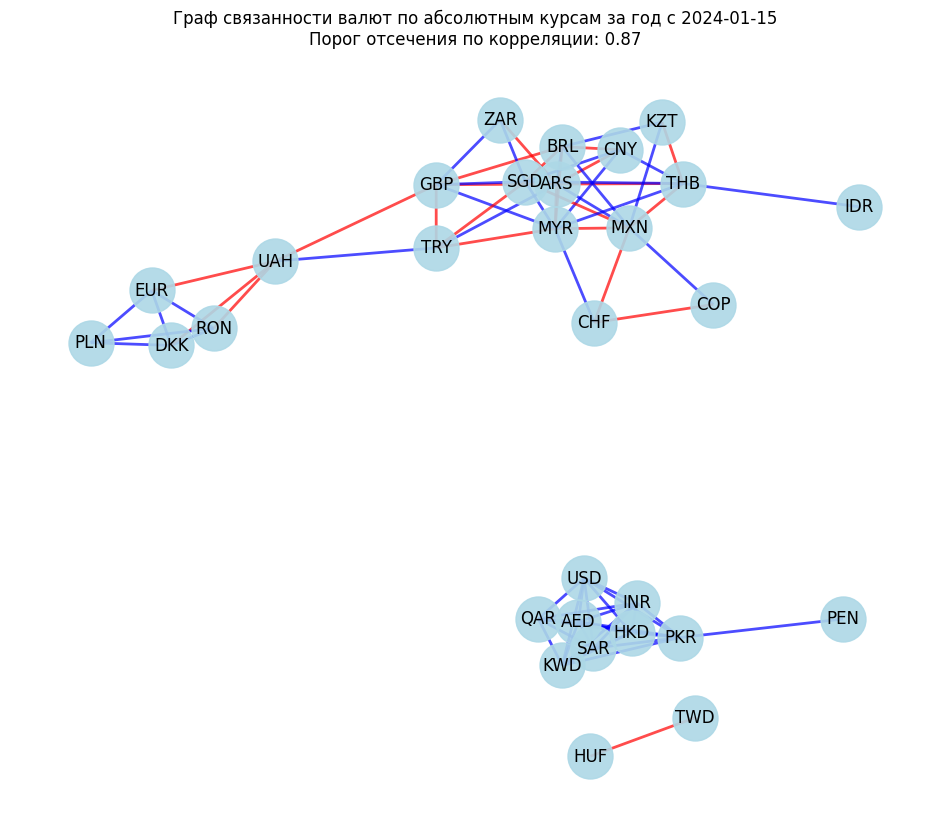 Граф связанности валют по абсолютным курсам за год с 2024-01-15
Порог отсечения по корреляции: 0.87
ZAR
KZT
BRL
CNY
GBP
SGD
ARS
THB
IDR
MYR
MXN
TRY
UAH
EUR
COP
CHF
RON
PLN
DKK
USD
INR
QAR
AED
HKD
PKR
PEN
SAR
KWD
TWD
HUF